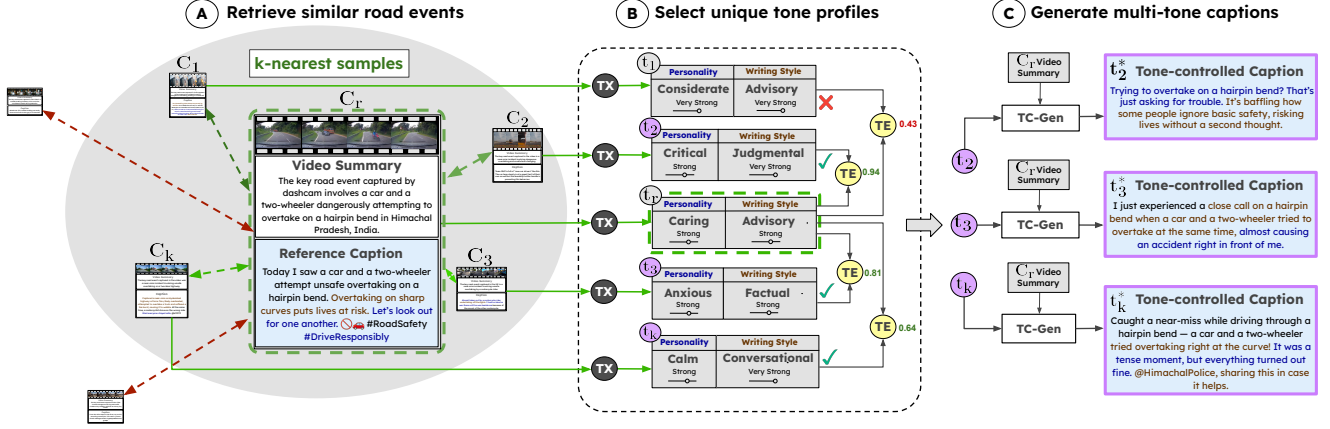 A Retrieve similar road events
k-nearest samples
C1
Cr
C2
C3
Ck
Video Summary
The key road event captured by
dashcam involves a car and a
two-wheeler dangerously attempting to
overtake on a hairpin bend in Himachal
Pradesh, India.
Reference Caption
Today I saw a car and a two-wheeler
attempt unsafe overtaking on a
hairpin bend. Overtaking on sharp
curves puts lives at risk. Let's look out
for one another. 🚫🚗 #RoadSafety
#DriveResponsibly
B Select unique tone profiles
TX
t1
Personality Writing Style
Considerate Advisory
Very Strong Very Strong
TE 0.43
TX
t2
Personality Writing Style
Critical Judgmental
Strong Strong
TE 0.94
TX
tr
Personality Writing Style
Caring Advisory
Strong Strong
TX
t3
Personality Writing Style
Anxious Factual
Strong Strong
TE 0.81
TE 0.64
TX
tk
Personality Writing Style
Calm Conversational
Strong Very Strong
C Generate multi-tone captions
Cr Video
Summary
TC-Gen
t2
t2* Tone-controlled Caption
Trying to overtake on a hairpin bend? That's
just asking for trouble. It's baffling how
some people ignore basic safety, risking
lives without a second thought.
Cr Video
Summary
TC-Gen
t3
t3* Tone-controlled Caption
I just experienced a close call on a hairpin
bend when a car and a two-wheeler tried to
overtake at the same time, almost causing
an accident right in front of me.
Cr Video
Summary
TC-Gen
tk
tk* Tone-controlled Caption
Caught a near-miss while driving through a
hairpin bend — a car and a two-wheeler
tried overtaking right at the curve! It was a
tense moment, but everything turned out
fine. @HimachalPolice, sharing this in case
it helps.